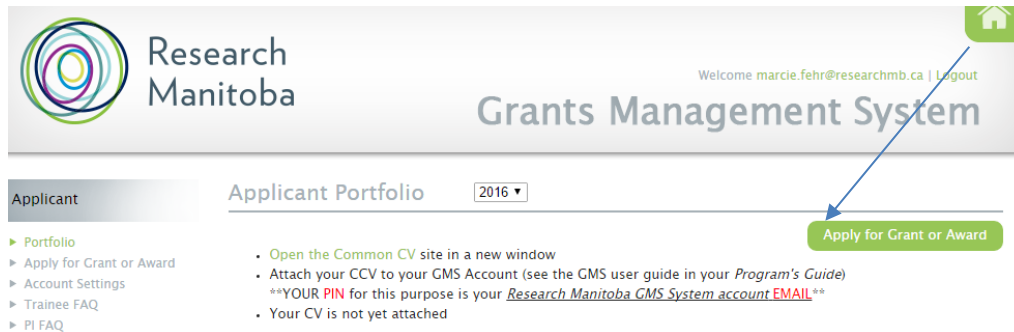 Research
Manitoba
Welcome marcie.fehr@researchmb.ca | Logout
Grants Management System
Applicant
Portfolio
Apply for Grant or Award
Account Settings
Trainee FAQ
PI FAQ
Applicant Portfolio 2016
Apply for Grant or Award
Open the Common CV site in a new window
Attach your CCV to your GMS Account (see the GMS user guide in your Program's Guide)
**YOUR PIN for this purpose is your Research Manitoba GMS System account EMAIL**
Your CV is not yet attached